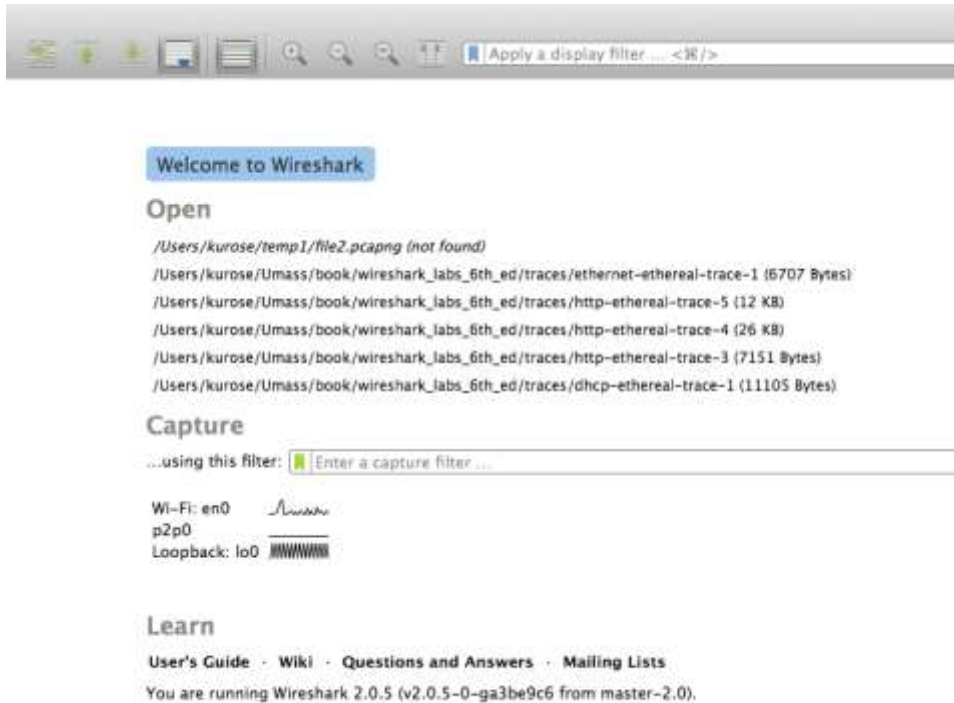 Apply a display filter ... <⌘/>
Welcome to Wireshark
Open
/Users/kurose/temp1/file2.pcapng (not found)
/Users/kurose/Umass/book/wireshark_labs_6th_ed/traces/ethernet-ethereal-trace-1 (6707 Bytes)
/Users/kurose/Umass/book/wireshark_labs_6th_ed/traces/http-ethereal-trace-5 (12 KB)
/Users/kurose/Umass/book/wireshark_labs_6th_ed/traces/http-ethereal-trace-4 (26 KB)
/Users/kurose/Umass/book/wireshark_labs_6th_ed/traces/http-ethereal-trace-3 (7151 Bytes)
/Users/kurose/Umass/book/wireshark_labs_6th_ed/traces/dhcp-ethereal-trace-1 (11105 Bytes)
Capture
...using this filter: Enter a capture filter ...
Wi-Fi: en0
p2p0
Loopback: lo0
Learn
User's Guide · Wiki · Questions and Answers · Mailing Lists
You are running Wireshark 2.0.5 (v2.0.5-0-ga3be9c6 from master-2.0).